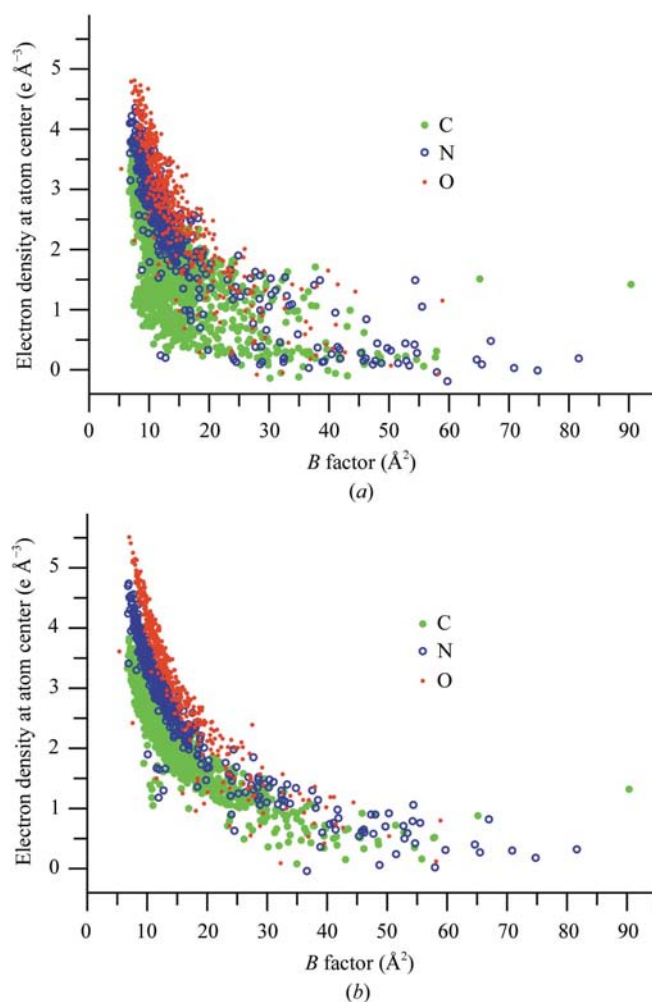 5
4
3
2
1
0
Electron density at atom center (e Å⁻³)
C
N
O
0 10 20 30 40 50 60 70 80 90
B factor (Å²)
(a)
5
4
3
2
1
0
Electron density at atom center (e Å⁻³)
C
N
O
0 10 20 30 40 50 60 70 80 90
B factor (Å²)
(b)